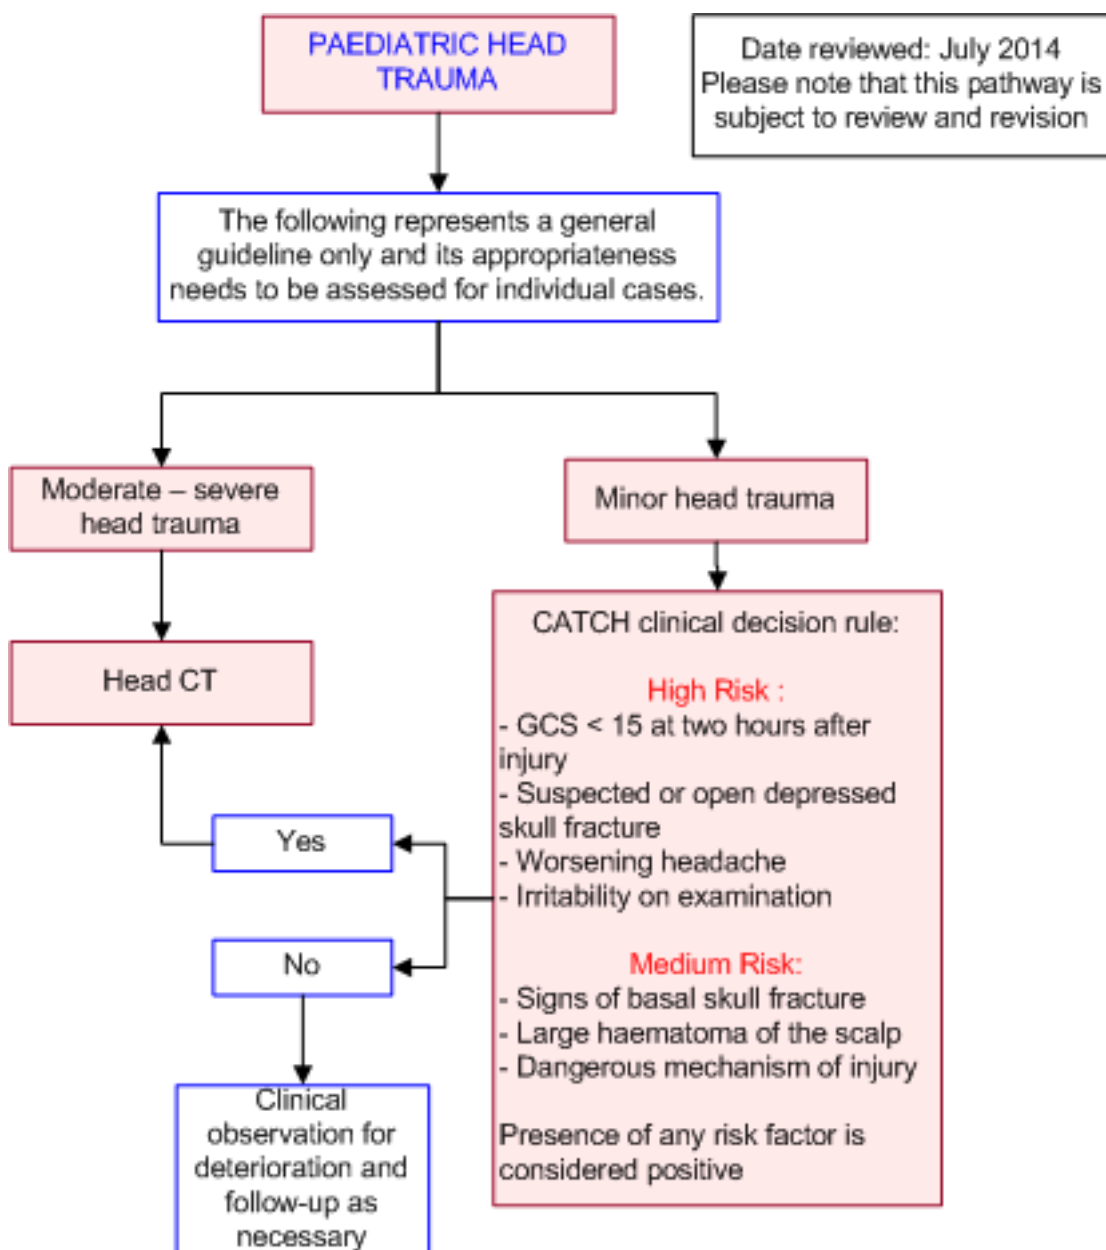 PAEDIATRIC HEAD
TRAUMA
Date reviewed: July 2014
Please note that this pathway is
subject to review and revision
The following represents a general
guideline only and its appropriateness
needs to be assessed for individual cases.
Moderate – severe
head trauma
Minor head trauma
Head CT
CATCH clinical decision rule:
High Risk :
- GCS < 15 at two hours after
injury
- Suspected or open depressed
skull fracture
- Worsening headache
- Irritability on examination
Medium Risk:
- Signs of basal skull fracture
- Large haematoma of the scalp
- Dangerous mechanism of injury
Presence of any risk factor is
considered positive
Yes
No
Clinical
observation for
deterioration and
follow-up as
necessary